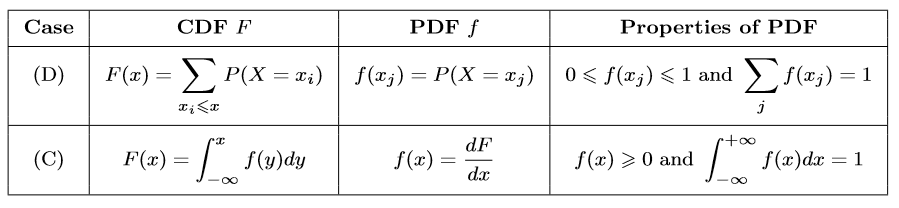 Case CDF F PDF f Properties of PDF
(D) F(x) = ∑_{x_i⩽x} P(X = x_i) f(x_j) = P(X = x_j) 0 ⩽ f(x_j) ⩽ 1 and ∑_j f(x_j) = 1
(C) F(x) = ∫_{−∞}^{x} f(y)dy f(x) = dF/dx f(x) ⩾ 0 and ∫_{−∞}^{+∞} f(x)dx = 1